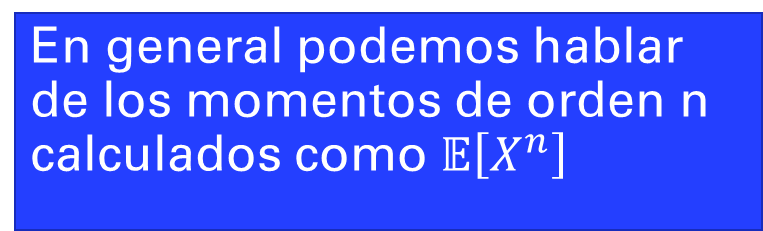 En general podemos hablar
de los momentos de orden n
calculados como 𝔼[𝑋ⁿ]